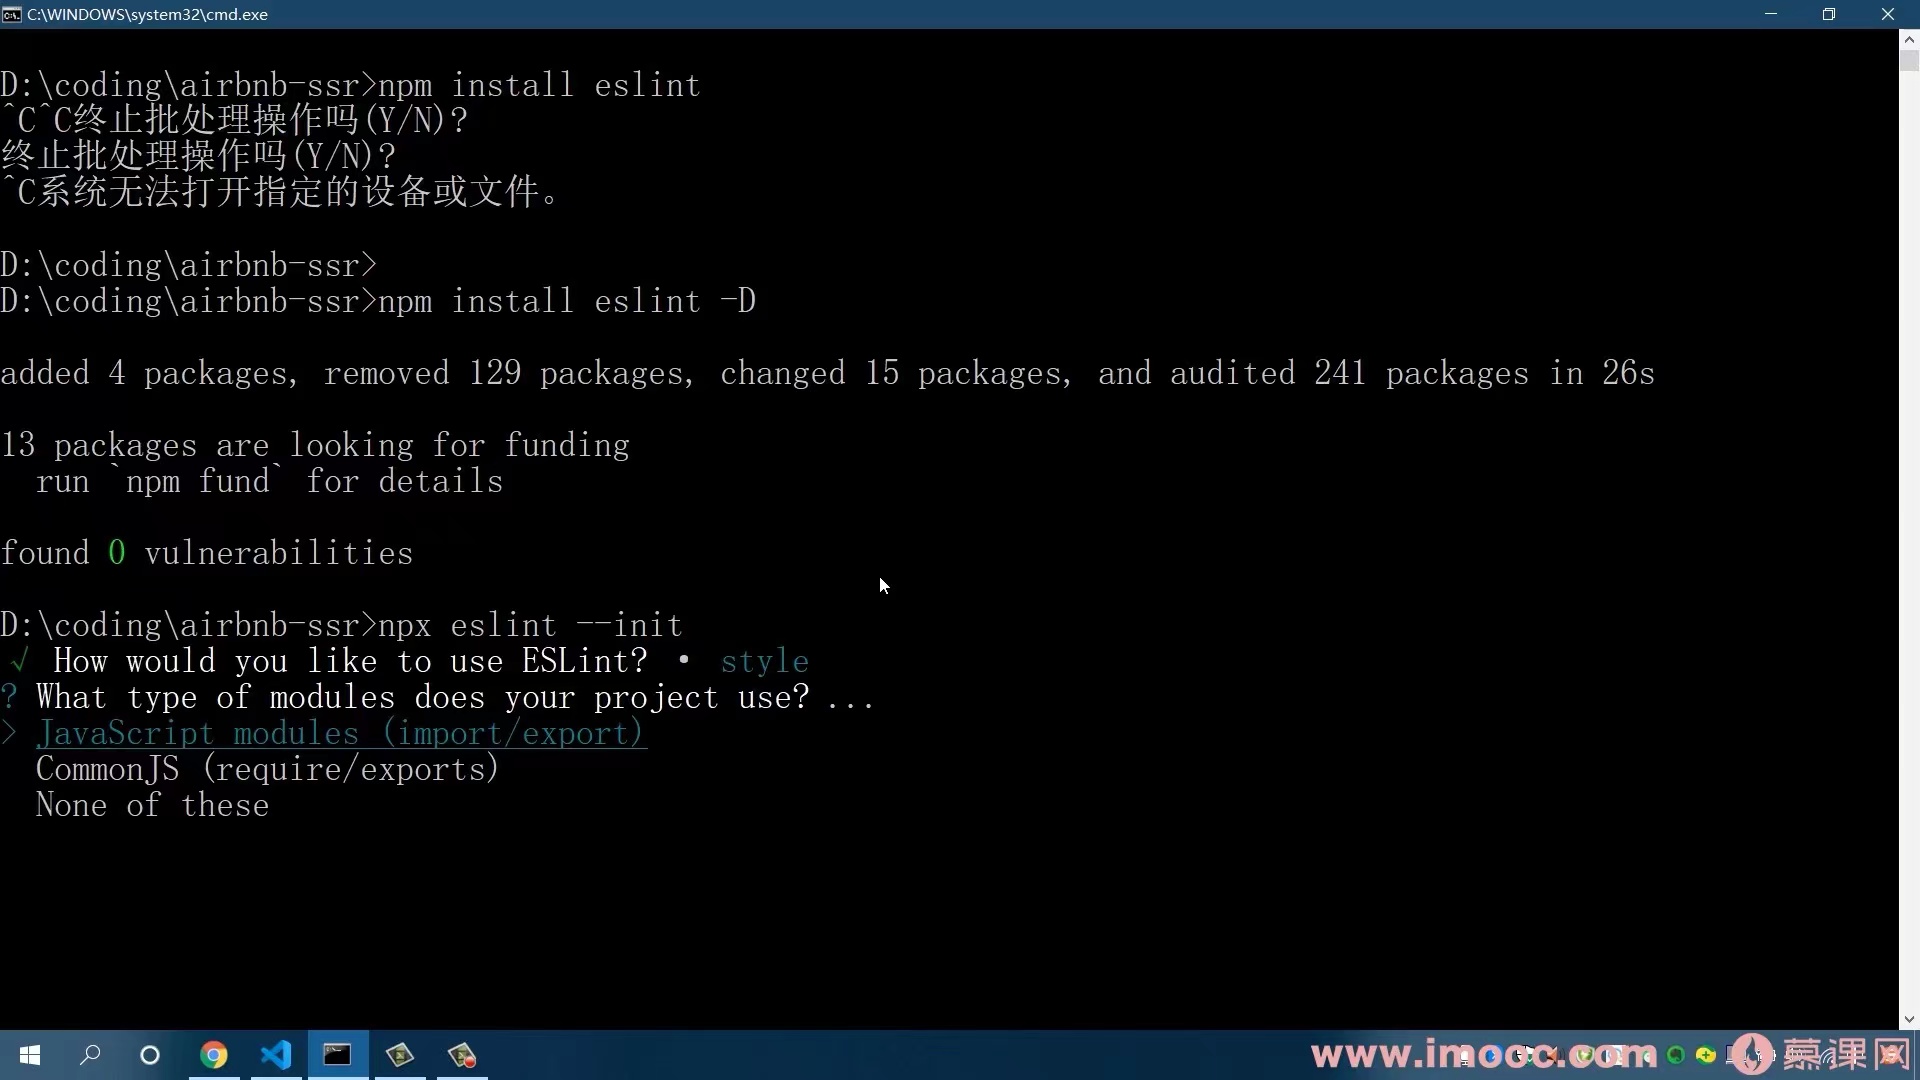 C:\WINDOWS\system32\cmd.exe
D:\coding\airbnb-ssr>npm install eslint
^C^C终止批处理操作吗(Y/N)?
终止批处理操作吗(Y/N)?
^C系统无法打开指定的设备或文件。
D:\coding\airbnb-ssr>
D:\coding\airbnb-ssr>npm install eslint -D
added 4 packages, removed 129 packages, changed 15 packages, and audited 241 packages in 26s
13 packages are looking for funding
run `npm fund` for details
found 0 vulnerabilities
D:\coding\airbnb-ssr>npx eslint --init
√ How would you like to use ESLint? · style
? What type of modules does your project use? ...
> JavaScript modules (import/export)
CommonJS (require/exports)
None of these
www.imooc.com 慕课网